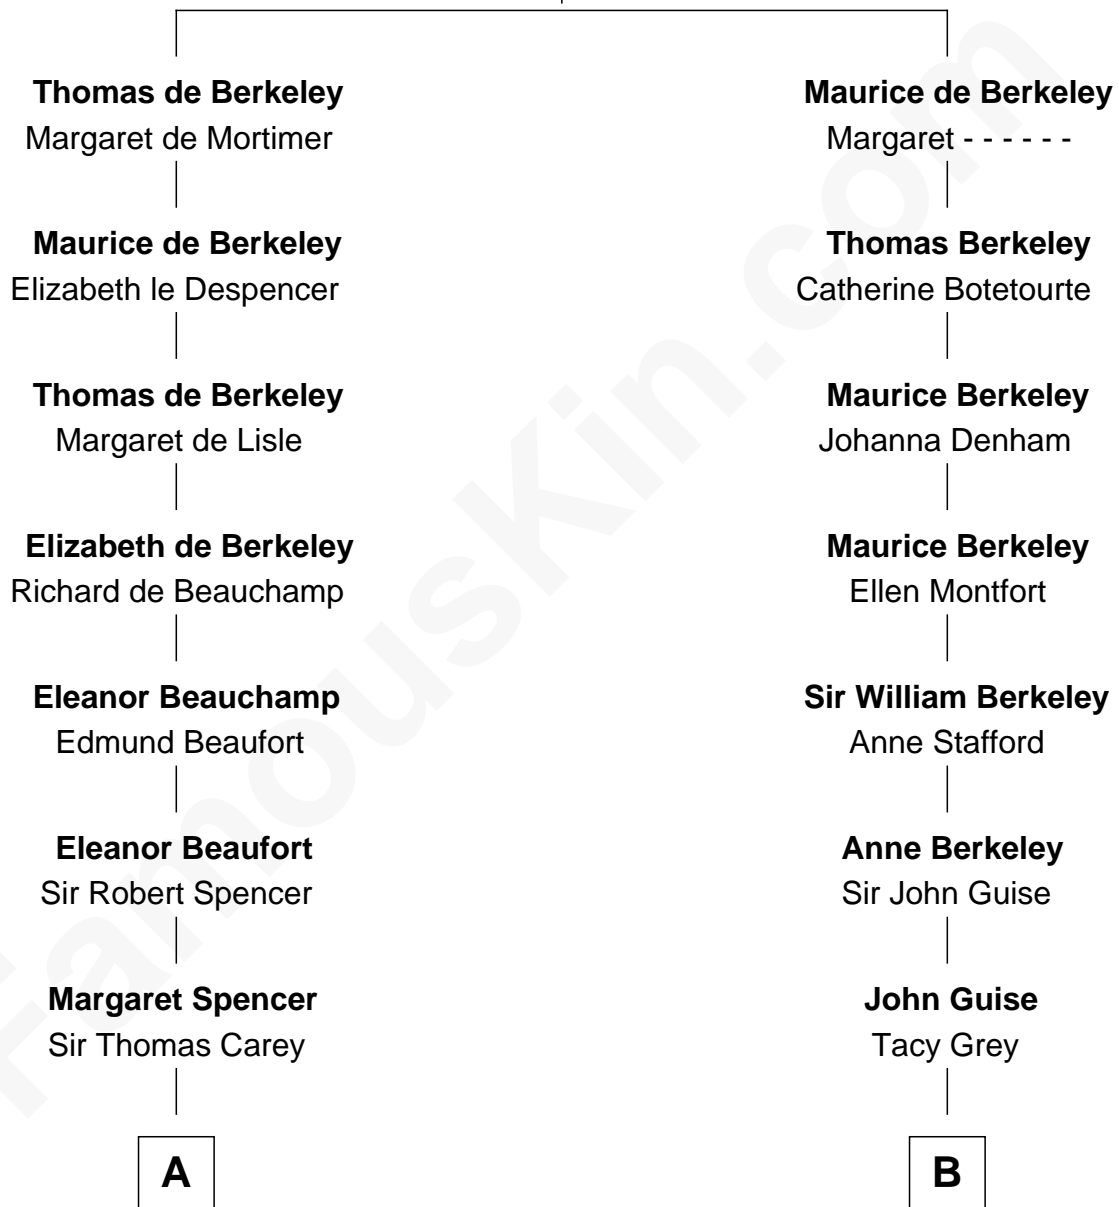 Thomas de Berkeley
Margaret de Mortimer
Maurice de Berkeley
Elizabeth le Despencer
Thomas de Berkeley
Margaret de Lisle
Elizabeth de Berkeley
Richard de Beauchamp
Eleanor Beauchamp
Edmund Beaufort
Eleanor Beaufort
Sir Robert Spencer
Margaret Spencer
Sir Thomas Carey
A
Maurice de Berkeley
Margaret - - - - - -
Thomas Berkeley
Catherine Botetourte
Maurice Berkeley
Johanna Denham
Maurice Berkeley
Ellen Montfort
Sir William Berkeley
Anne Stafford
Anne Berkeley
Sir John Guise
John Guise
Tacy Grey
B
FamousKin.com